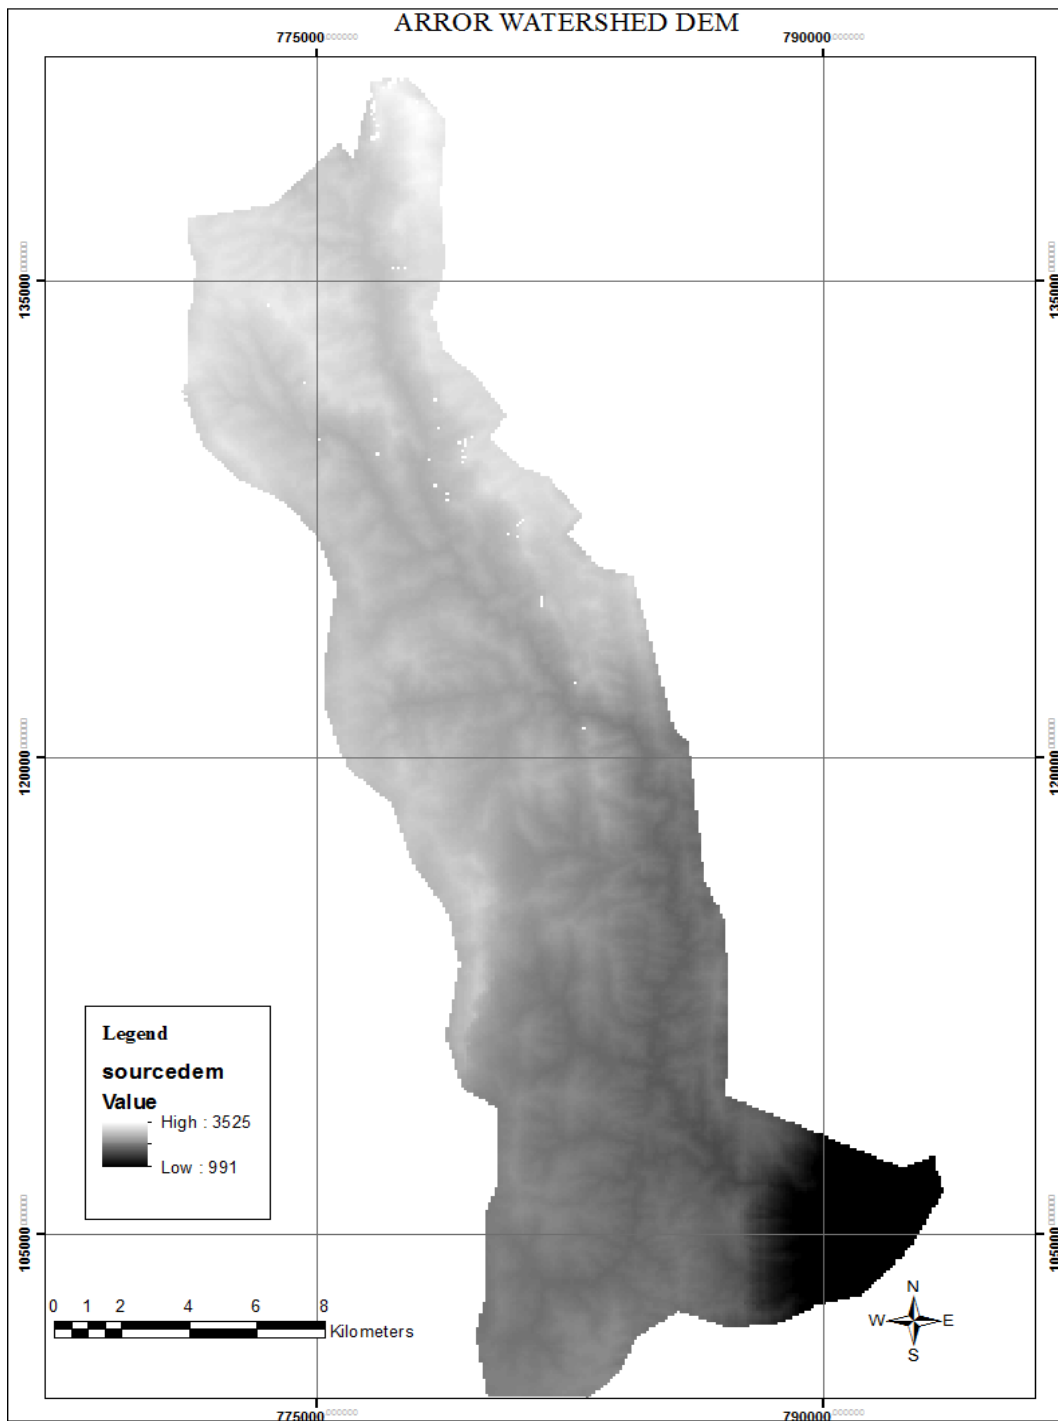 ARROR WATERSHED DEM
775000 790000
135000 135000
120000 120000
Legend
sourcedem
Value
High : 3525
Low : 991
105000 105000
0 1 2 4 6 8
Kilometers
N
W E
S
775000 790000